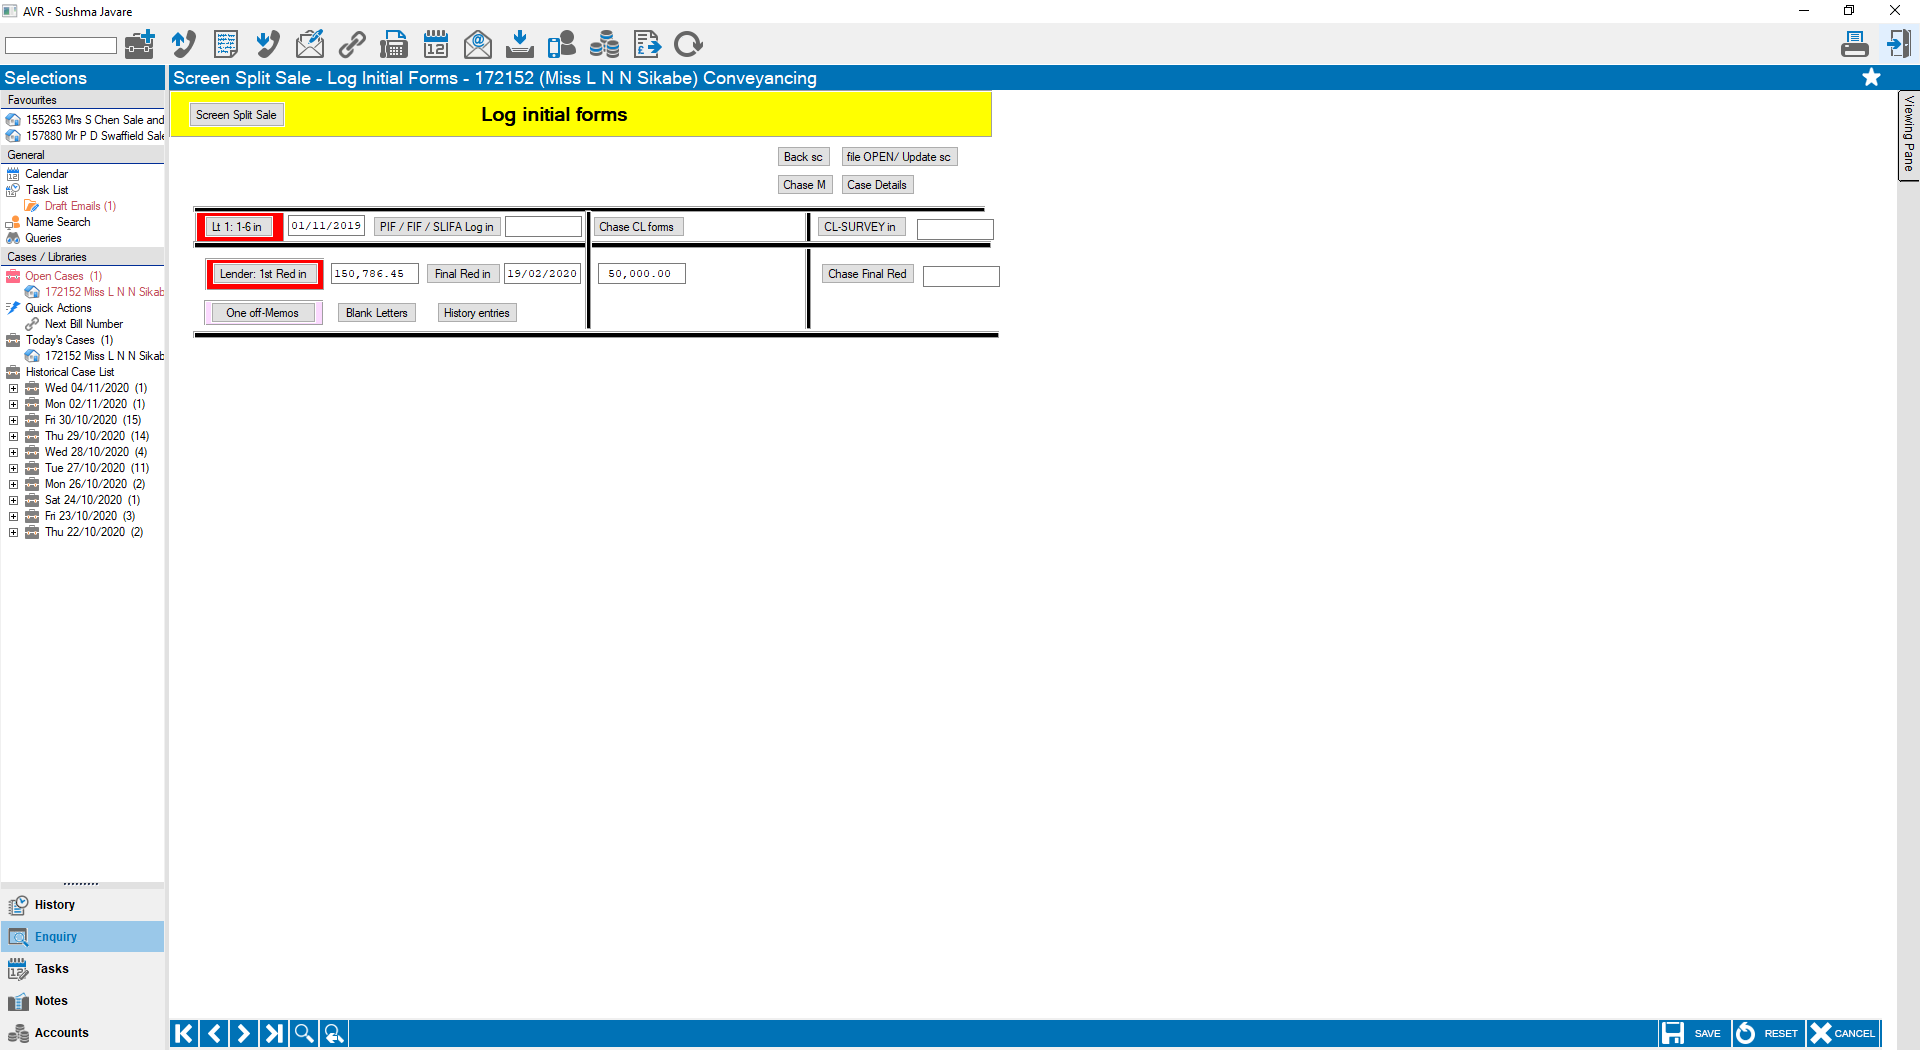 AVR - Sushma Javare
Selections
Screen Split Sale - Log Initial Forms - 172152 (Miss L N N Sikabe) Conveyancing
Viewing Pane
Favourites
155263 Mrs S Chen Sale and
157880 Mr P D Swaffield Sale
General
Calendar
Task List
Draft Emails (1)
Name Search
Queries
Cases / Libraries
Open Cases (1)
172152 Miss L N N Sikab
Quick Actions
Next Bill Number
Today's Cases (1)
172152 Miss L N N Sikab
Historical Case List
Wed 04/11/2020 (1)
Mon 02/11/2020 (1)
Fri 30/10/2020 (15)
Thu 29/10/2020 (14)
Wed 28/10/2020 (4)
Tue 27/10/2020 (11)
Mon 26/10/2020 (2)
Sat 24/10/2020 (1)
Fri 23/10/2020 (3)
Thu 22/10/2020 (2)
History
Enquiry
Tasks
Notes
Accounts
Screen Split Sale Log initial forms
Back sc file OPEN/ Update sc
Chase M Case Details
Lt 1: 1-6 in 01/11/2019 PIF / FIF / SLIFA Log in Chase CL forms CL-SURVEY in
Lender: 1st Red in 150,786.45 Final Red in 19/02/2020 50,000.00 Chase Final Red
One off-Memos Blank Letters History entries
SAVE RESET CANCEL